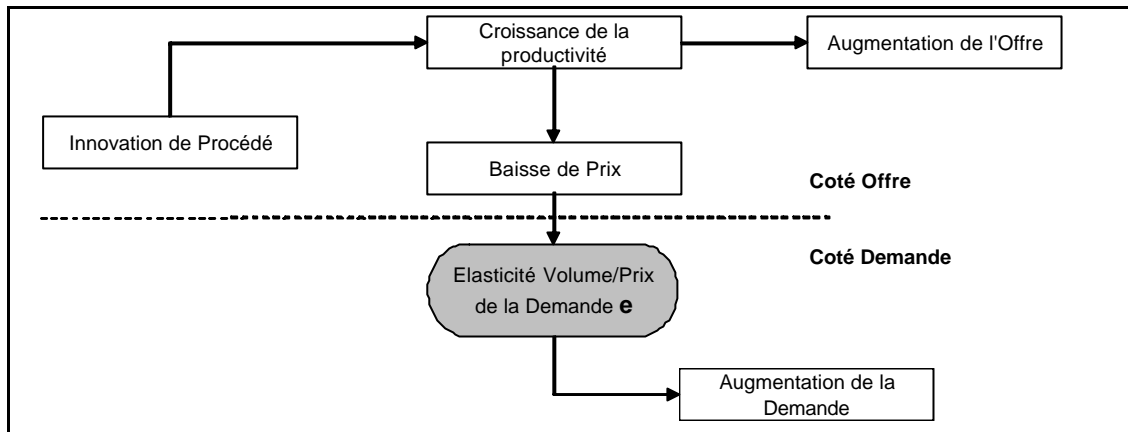 Croissance de la
productivité
Augmentation de l'Offre
Innovation de Procédé
Baisse de Prix
Coté Offre
Coté Demande
Elasticité Volume/Prix
de la Demande e
Augmentation de la
Demande